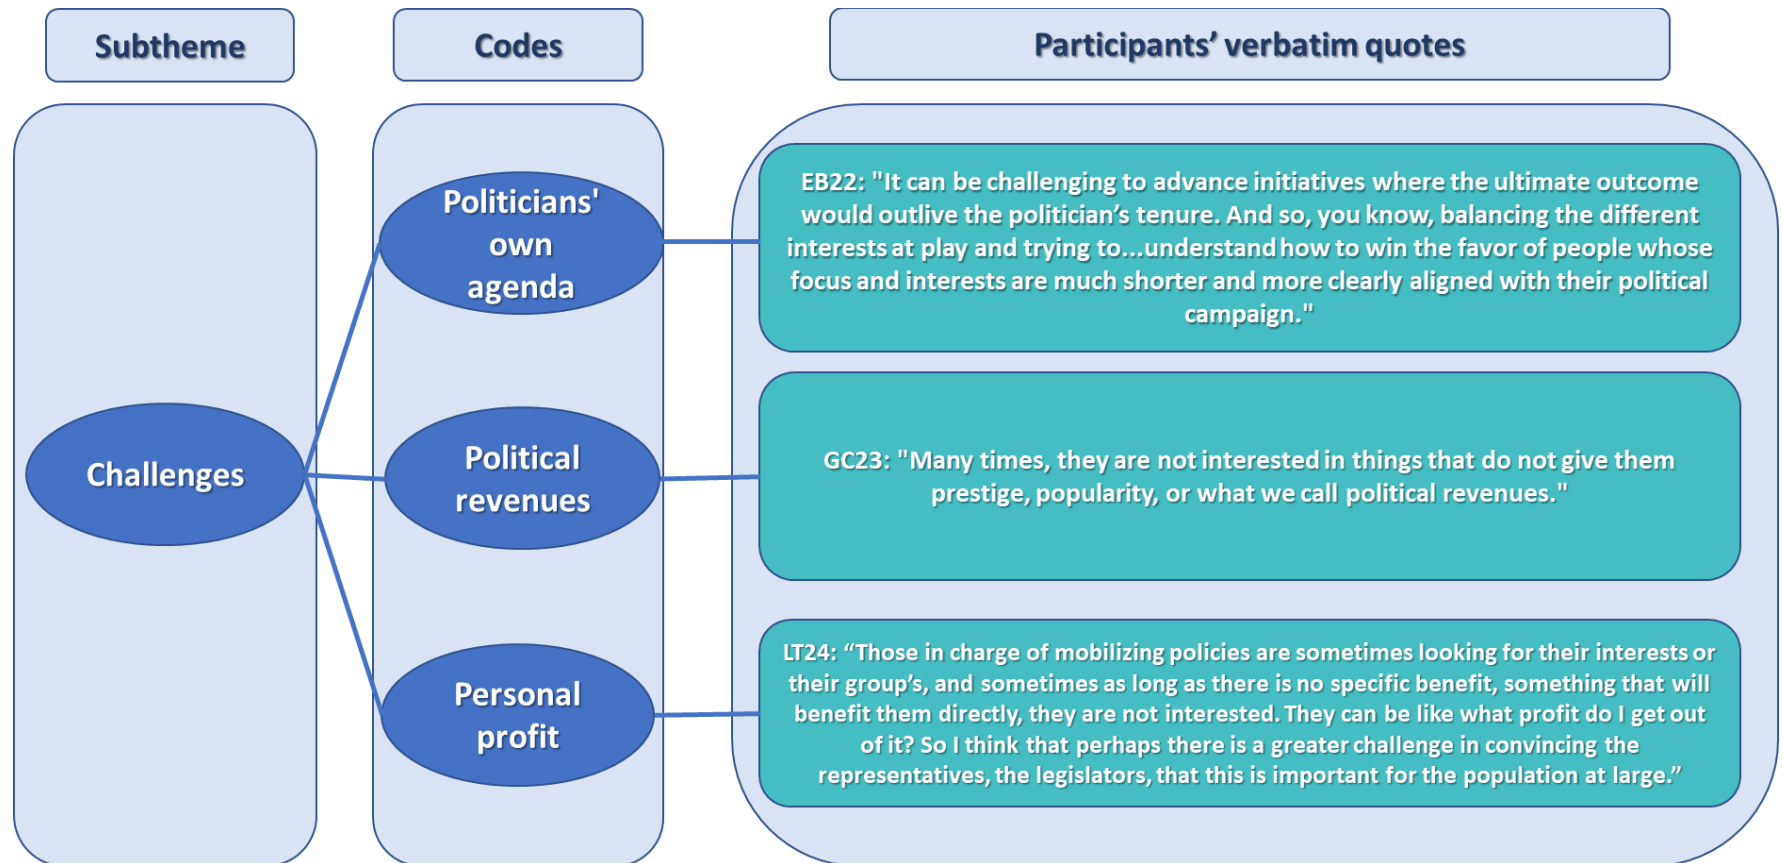 Subtheme
Codes
Participants’ verbatim quotes
Challenges
Politicians'
own
agenda
EB22: "It can be challenging to advance initiatives where the ultimate outcome
would outlive the politician’s tenure. And so, you know, balancing the different
interests at play and trying to...understand how to win the favor of people whose
focus and interests are much shorter and more clearly aligned with their political
campaign."
Political
revenues
GC23: "Many times, they are not interested in things that do not give them
prestige, popularity, or what we call political revenues."
Personal
profit
LT24: “Those in charge of mobilizing policies are sometimes looking for their interests or
their group’s, and sometimes as long as there is no specific benefit, something that will
benefit them directly, they are not interested. They can be like what profit do I get out
of it? So I think that perhaps there is a greater challenge in convincing the
representatives, the legislators, that this is important for the population at large.”